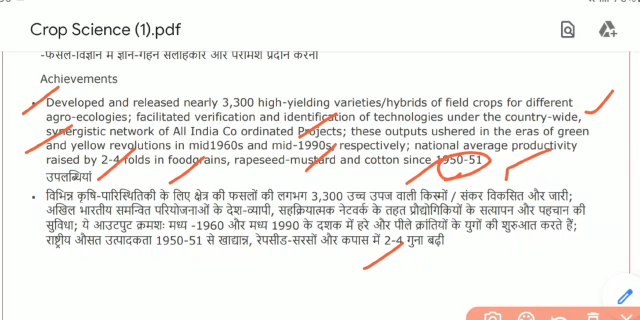 Crop Science (1).pdf
-फसल-विज्ञान में ज्ञान-गहन सलाहकार और परामर्श प्रदान करना
Achievements
Developed and released nearly 3,300 high-yielding varieties/hybrids of field crops for different
agro-ecologies; facilitated verification and identification of technologies under the country-wide,
synergistic network of All India Co ordinated Projects; these outputs ushered in the eras of green
and yellow revolutions in mid1960s and mid-1990s, respectively; national average productivity
raised by 2-4 folds in foodgrains, rapeseed-mustard and cotton since 1950-51
उपलब्धियां
विभिन्न कृषि-पारिस्थितिकी के लिए क्षेत्र की फसलों की लगभग 3,300 उच्च उपज वाली किस्मों / संकर विकसित और जारी;
अखिल भारतीय समन्वित परियोजनाओं के देश-व्यापी, सहक्रियात्मक नेटवर्क के तहत प्रौद्योगिकियों के सत्यापन और पहचान की
सुविधा; ये आउटपुट क्रमशः मध्य -1960 और मध्य 1990 के दशक में हरे और पीले क्रांतियों के युगों की शुरुआत करते हैं;
राष्ट्रीय औसत उत्पादकता 1950-51 से खाद्यान्न, रेपसीड-सरसों और कपास में 2-4 गुना बढ़ी